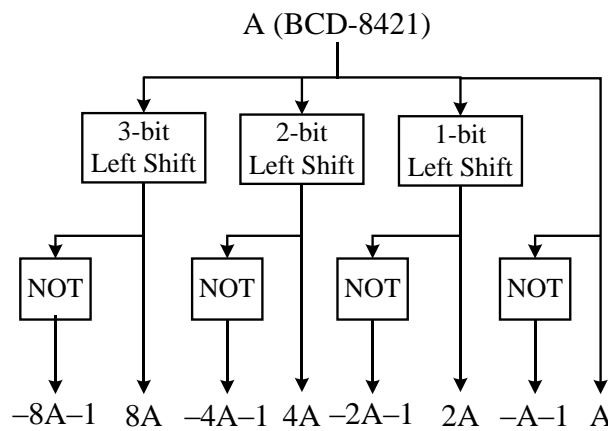 A (BCD-8421)
3-bit
Left Shift
2-bit
Left Shift
1-bit
Left Shift
NOT
NOT
NOT
NOT
–8A–1
8A
–4A–1
4A
–2A–1
2A
–A–1
A